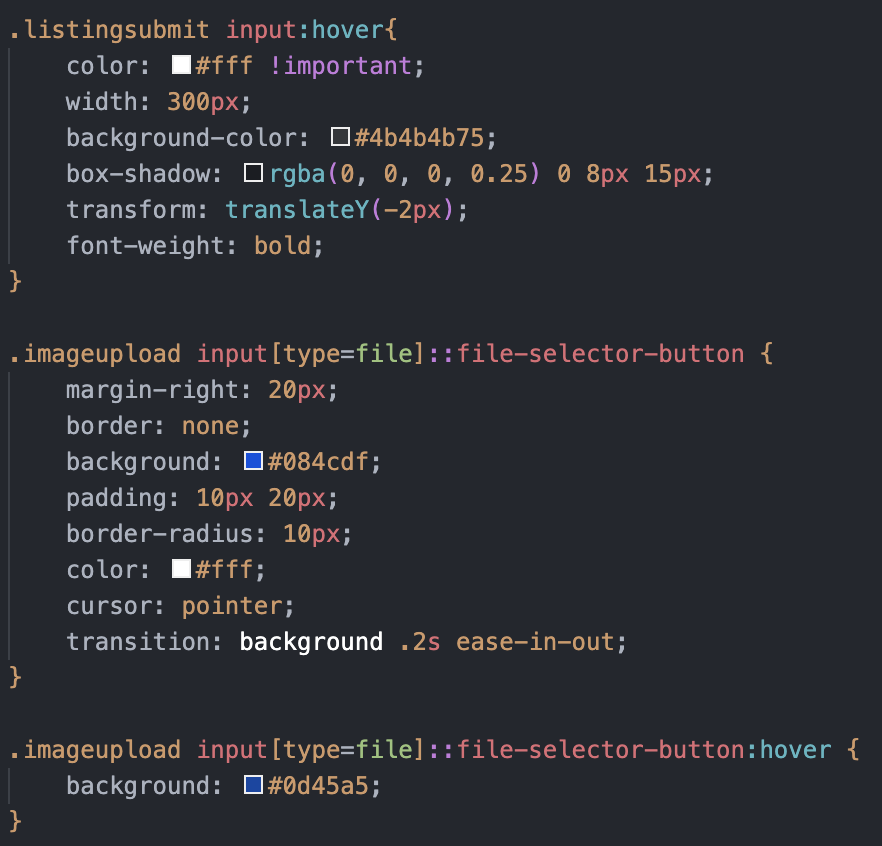 .listingsubmit input:hover{
    color: #fff !important;
    width: 300px;
    background-color: #4b4b4b75;
    box-shadow: rgba(0, 0, 0, 0.25) 0 8px 15px;
    transform: translateY(-2px);
    font-weight: bold;
}

.imageupload input[type=file]::file-selector-button {
    margin-right: 20px;
    border: none;
    background: #084cdf;
    padding: 10px 20px;
    border-radius: 10px;
    color: #fff;
    cursor: pointer;
    transition: background .2s ease-in-out;
}

.imageupload input[type=file]::file-selector-button:hover {
    background: #0d45a5;
}